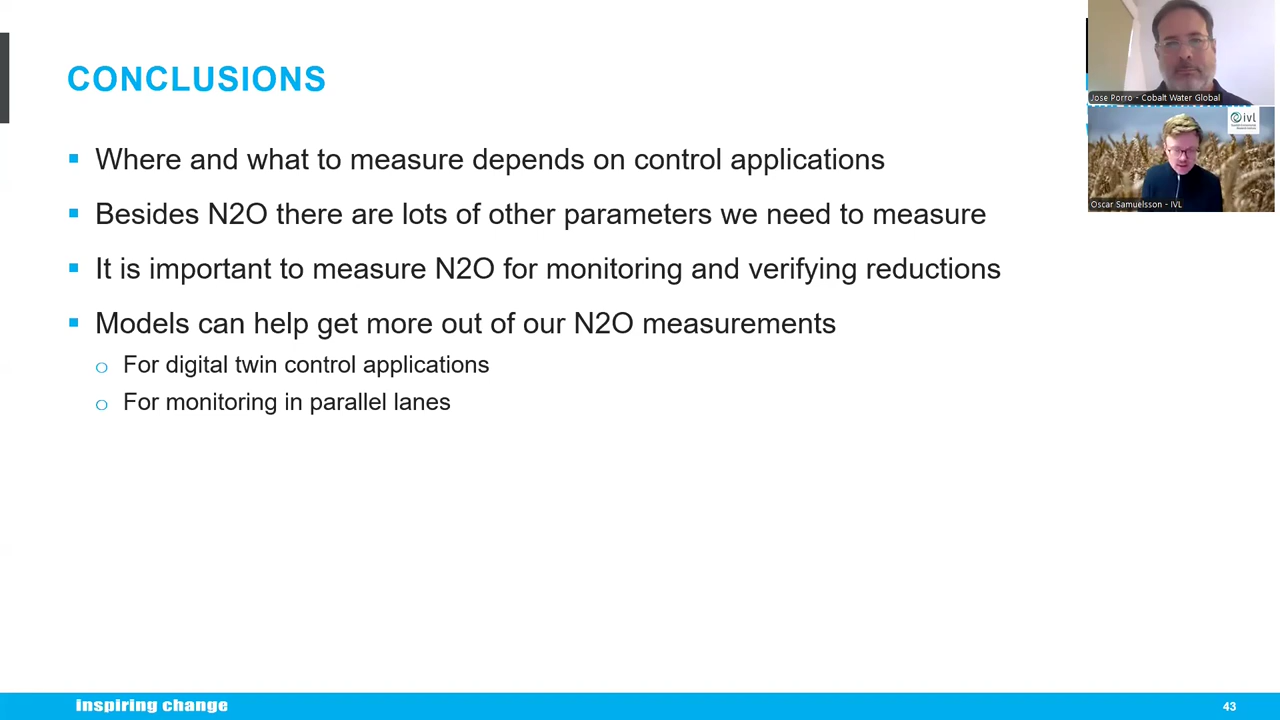 CONCLUSIONS
Where and what to measure depends on control applications
Besides N2O there are lots of other parameters we need to measure
It is important to measure N2O for monitoring and verifying reductions
Models can help get more out of our N2O measurements
For digital twin control applications
For monitoring in parallel lanes
Jose Porro - Cobalt Water Global
ivl
Oscar Samuelsson - IVL
inspiring change
43